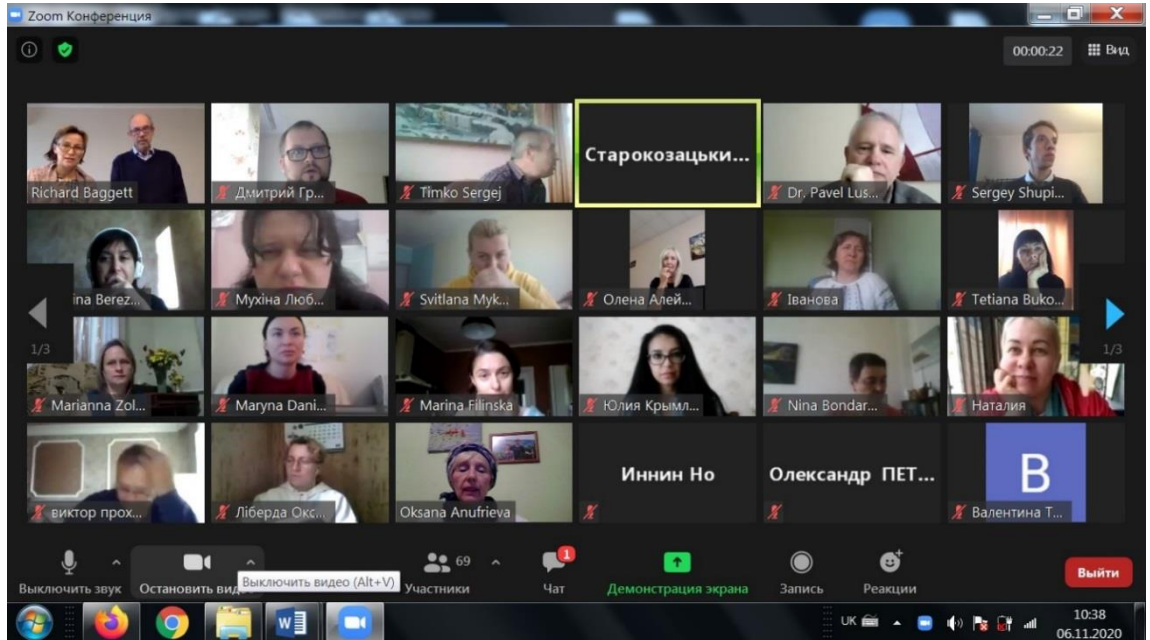 Zoom Конференция
00:00:22
Вид
Richard Baggett
Дмитрий Гр...
Timko Sergej
Старокозацьки...
Dr. Pavel Lus...
Sergey Shupi...
ina Berez...
Мухіна Люб...
Svitlana Myk...
Олена Алей...
Іванова
Tetiana Buko...
1/3
1/3
Marianna Zol...
Maryna Dani...
Marina Filinska
Юлия Крымл...
Nina Bondar...
Наталия
виктор прох...
Ліберда Окс...
Oksana Anufrieva
Иннин Но
Олександр ПЕТ...
В
Валентина Т...
69
1
Выключить звук
Остановить видео
Выключить видео (Alt+V)
Участники
Чат
Демонстрация экрана
Запись
Реакции
Выйти
UK
10:38
06.11.2020